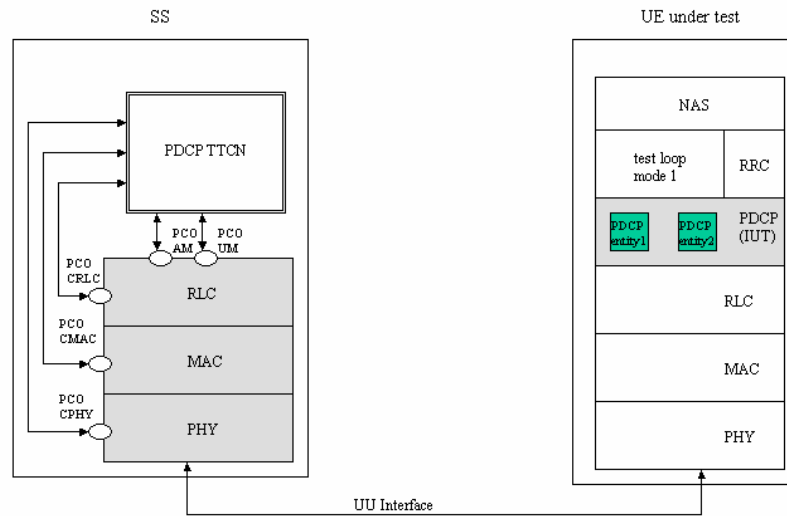 SS
UE under test
PDCP TTCN
PCO
AM
PCO
UM
PCO
CRLC
RLC
PCO
CMAC
MAC
PCO
CPHY
PHY
NAS
test loop
mode 1
RRC
PDCP
entity1
PDCP
entity2
PDCP
(IUT)
RLC
MAC
PHY
UU Interface